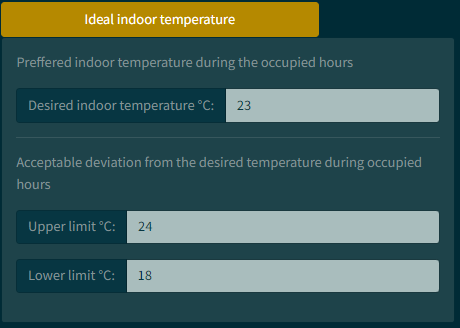 Ideal indoor temperature
Preffered indoor temperature during the occupied hours
Desired indoor temperature °C: 23
Acceptable deviation from the desired temperature during occupied
hours
Upper limit °C: 24
Lower limit °C: 18